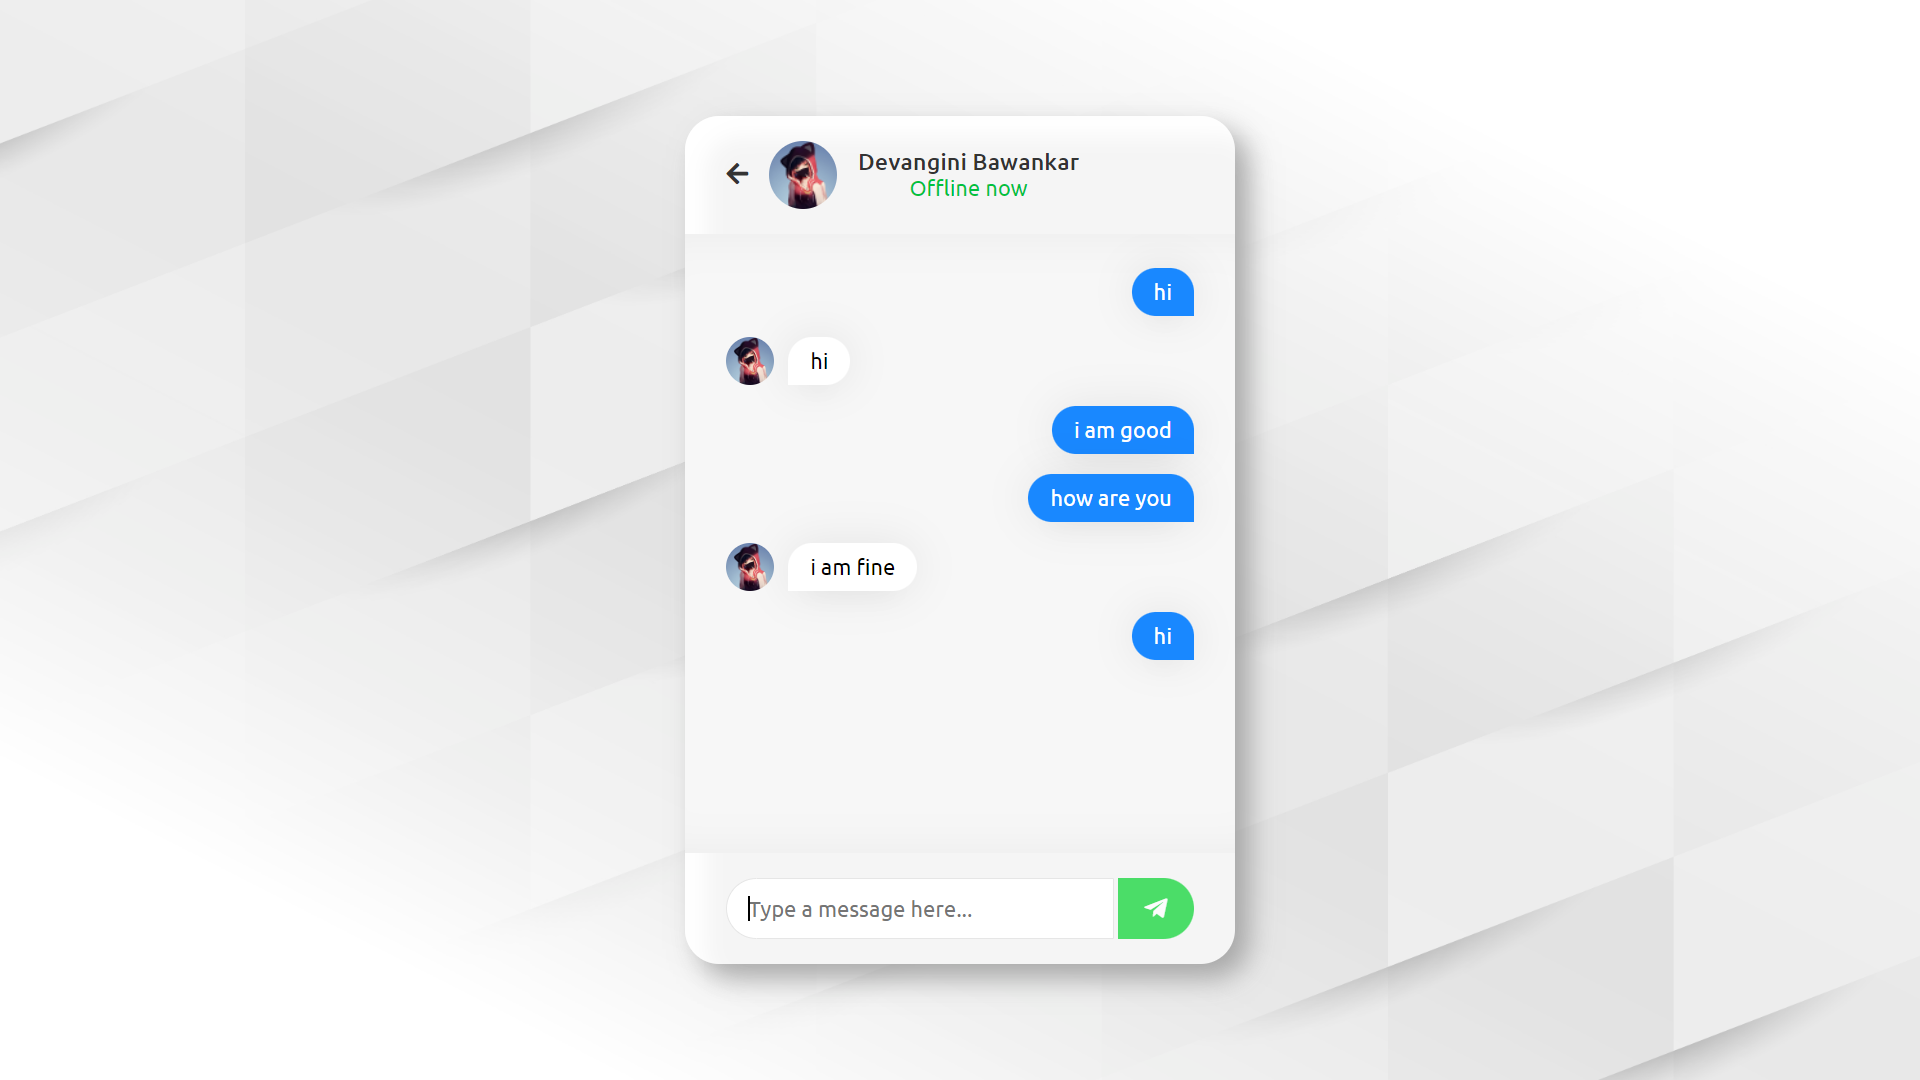 Devangini Bawankar
Offline now
hi
hi
i am good
how are you
i am fine
hi
Type a message here...